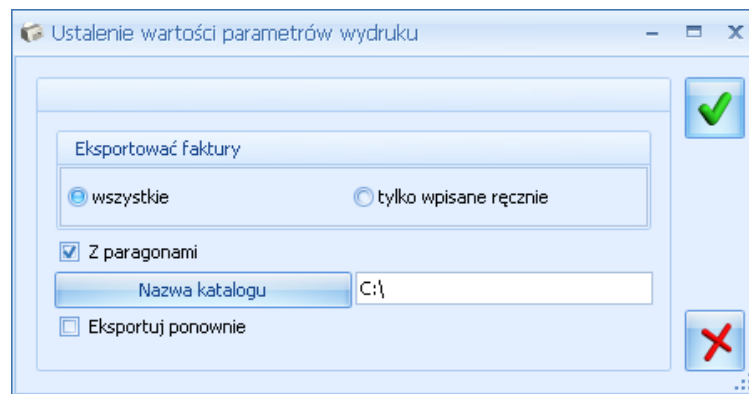 Ustalenie wartości parametrów wydruku
Eksportować faktury
wszystkie
tylko wpisane ręcznie
Z paragonami
Nazwa katalogu
C:\
Eksportuj ponownie